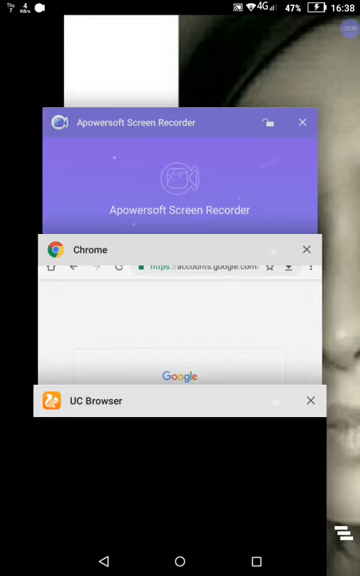 Thu
7
4
KB/s
4G
47%
16:38
Apowersoft Screen Recorder
Apowersoft Screen Recorder
Chrome
https://accounts.google.com/
Google
UC Browser